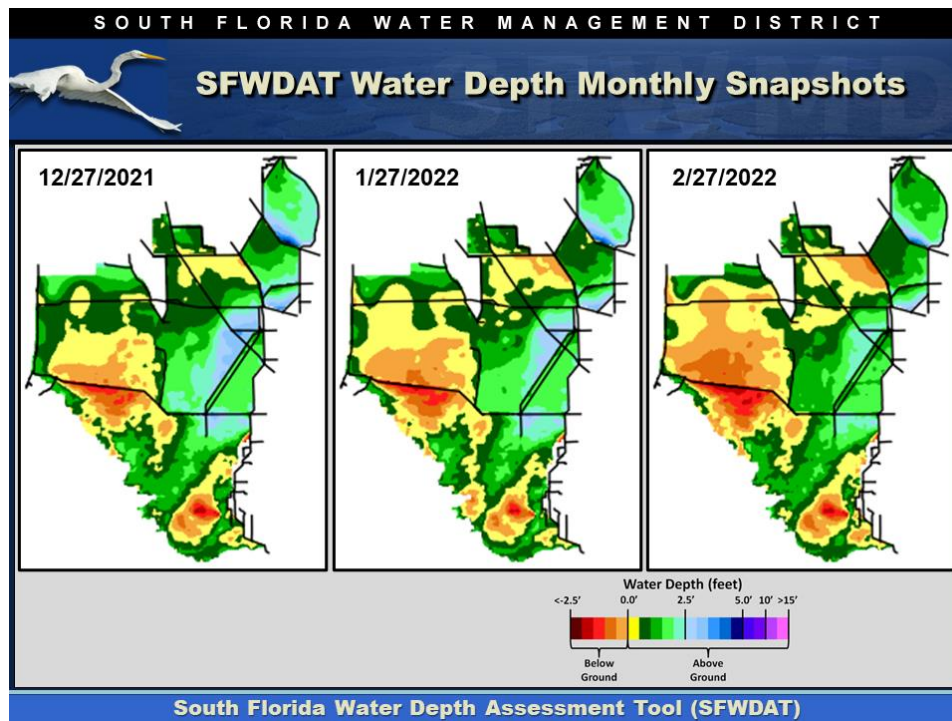 SOUTH FLORIDA WATER MANAGEMENT DISTRICT
SFWDAT Water Depth Monthly Snapshots
SFWMD
12/27/2021
1/27/2022
2/27/2022
Water Depth (feet)
<-2.5' 0.0' 2.5' 5.0' 10' >15'
Below Ground
Above Ground
South Florida Water Depth Assessment Tool (SFWDAT)